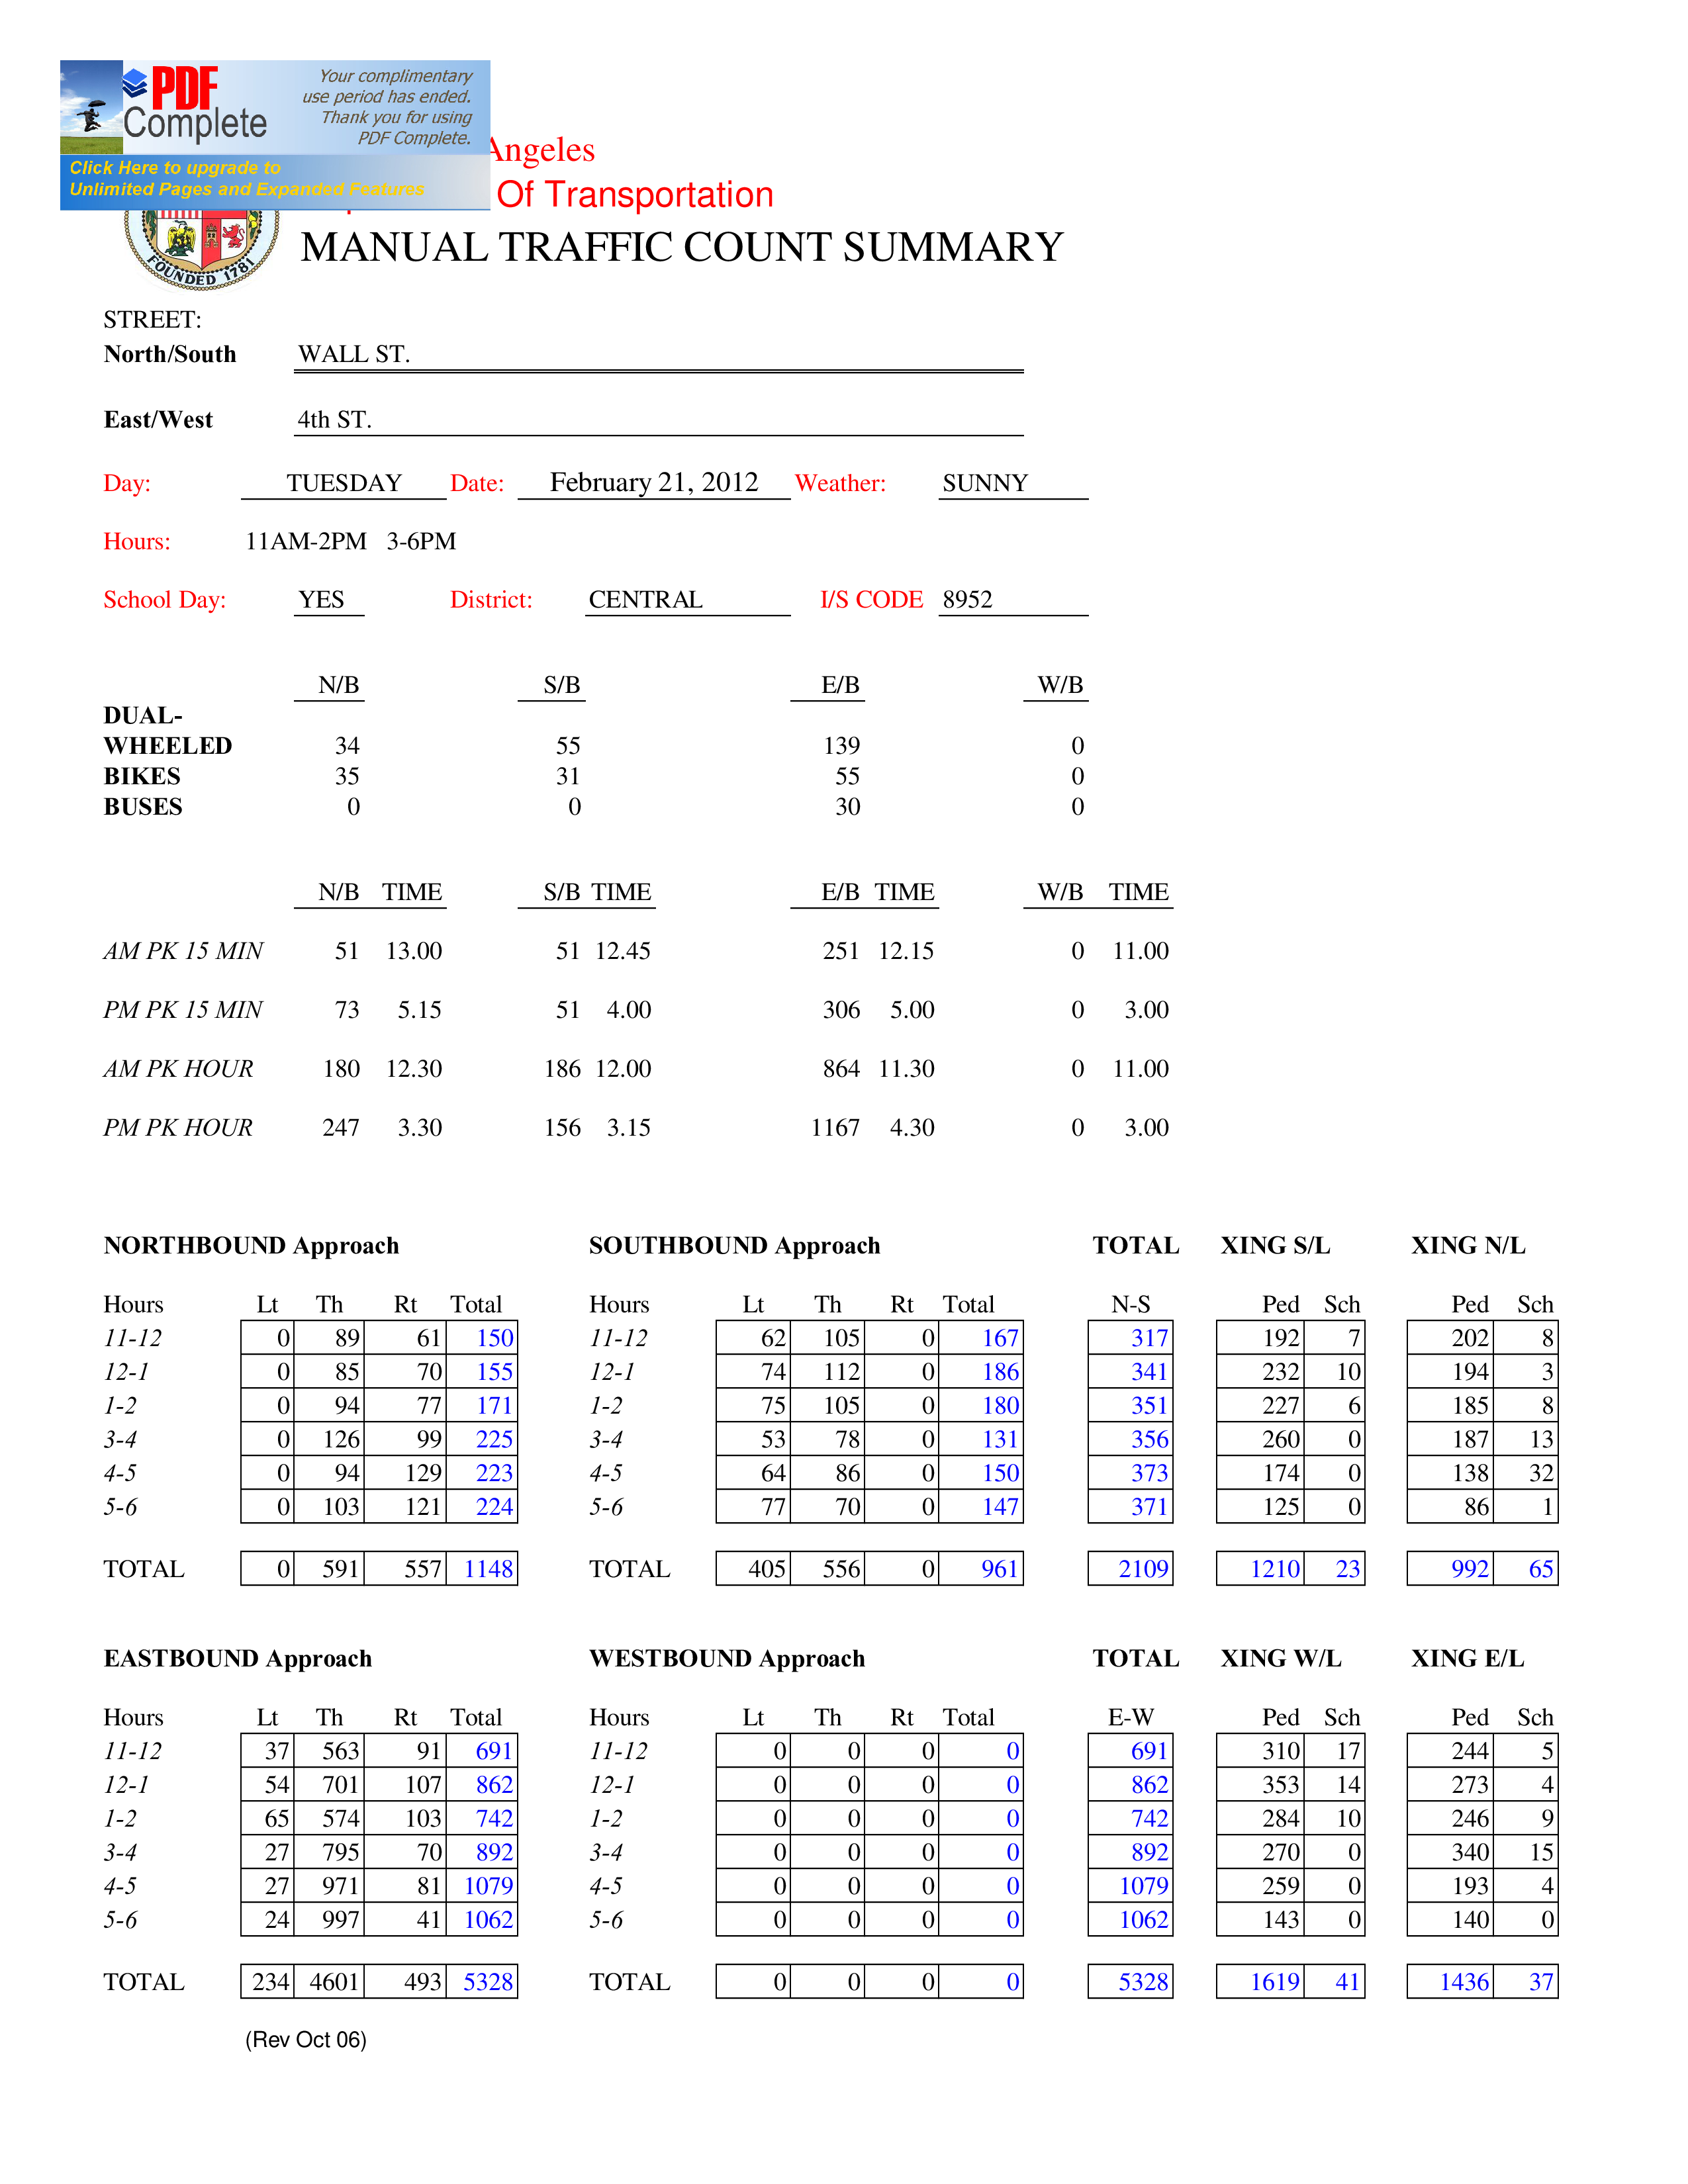 PDF Complete
Your complimentary
use period has ended.
Thank you for using
PDF Complete.
Click Here to upgrade to
Unlimited Pages and Expanded Features
Angeles
Of Transportation
FOUNDED 1781
MANUAL TRAFFIC COUNT SUMMARY
STREET:
North/South WALL ST.
East/West 4th ST.
Day: TUESDAY Date: February 21, 2012 Weather: SUNNY
Hours: 11AM-2PM 3-6PM
School Day: YES District: CENTRAL I/S CODE 8952
N/B S/B E/B W/B
DUAL-
WHEELED 34 55 139 0
BIKES 35 31 55 0
BUSES 0 0 30 0
N/B TIME S/B TIME E/B TIME W/B TIME
AM PK 15 MIN 51 13.00 51 12.45 251 12.15 0 11.00
PM PK 15 MIN 73 5.15 51 4.00 306 5.00 0 3.00
AM PK HOUR 180 12.30 186 12.00 864 11.30 0 11.00
PM PK HOUR 247 3.30 156 3.15 1167 4.30 0 3.00
NORTHBOUND Approach SOUTHBOUND Approach TOTAL XING S/L XING N/L
Hours Lt Th Rt Total Hours Lt Th Rt Total N-S Ped Sch Ped Sch
11-12 0 89 61 150 11-12 62 105 0 167 317 192 7 202 8
12-1 0 85 70 155 12-1 74 112 0 186 341 232 10 194 3
1-2 0 94 77 171 1-2 75 105 0 180 351 227 6 185 8
3-4 0 126 99 225 3-4 53 78 0 131 356 260 0 187 13
4-5 0 94 129 223 4-5 64 86 0 150 373 174 0 138 32
5-6 0 103 121 224 5-6 77 70 0 147 371 125 0 86 1
TOTAL 0 591 557 1148 TOTAL 405 556 0 961 2109 1210 23 992 65
EASTBOUND Approach WESTBOUND Approach TOTAL XING W/L XING E/L
Hours Lt Th Rt Total Hours Lt Th Rt Total E-W Ped Sch Ped Sch
11-12 37 563 91 691 11-12 0 0 0 0 691 310 17 244 5
12-1 54 701 107 862 12-1 0 0 0 0 862 353 14 273 4
1-2 65 574 103 742 1-2 0 0 0 0 742 284 10 246 9
3-4 27 795 70 892 3-4 0 0 0 0 892 270 0 340 15
4-5 27 971 81 1079 4-5 0 0 0 0 1079 259 0 193 4
5-6 24 997 41 1062 5-6 0 0 0 0 1062 143 0 140 0
TOTAL 234 4601 493 5328 TOTAL 0 0 0 0 5328 1619 41 1436 37
(Rev Oct 06)